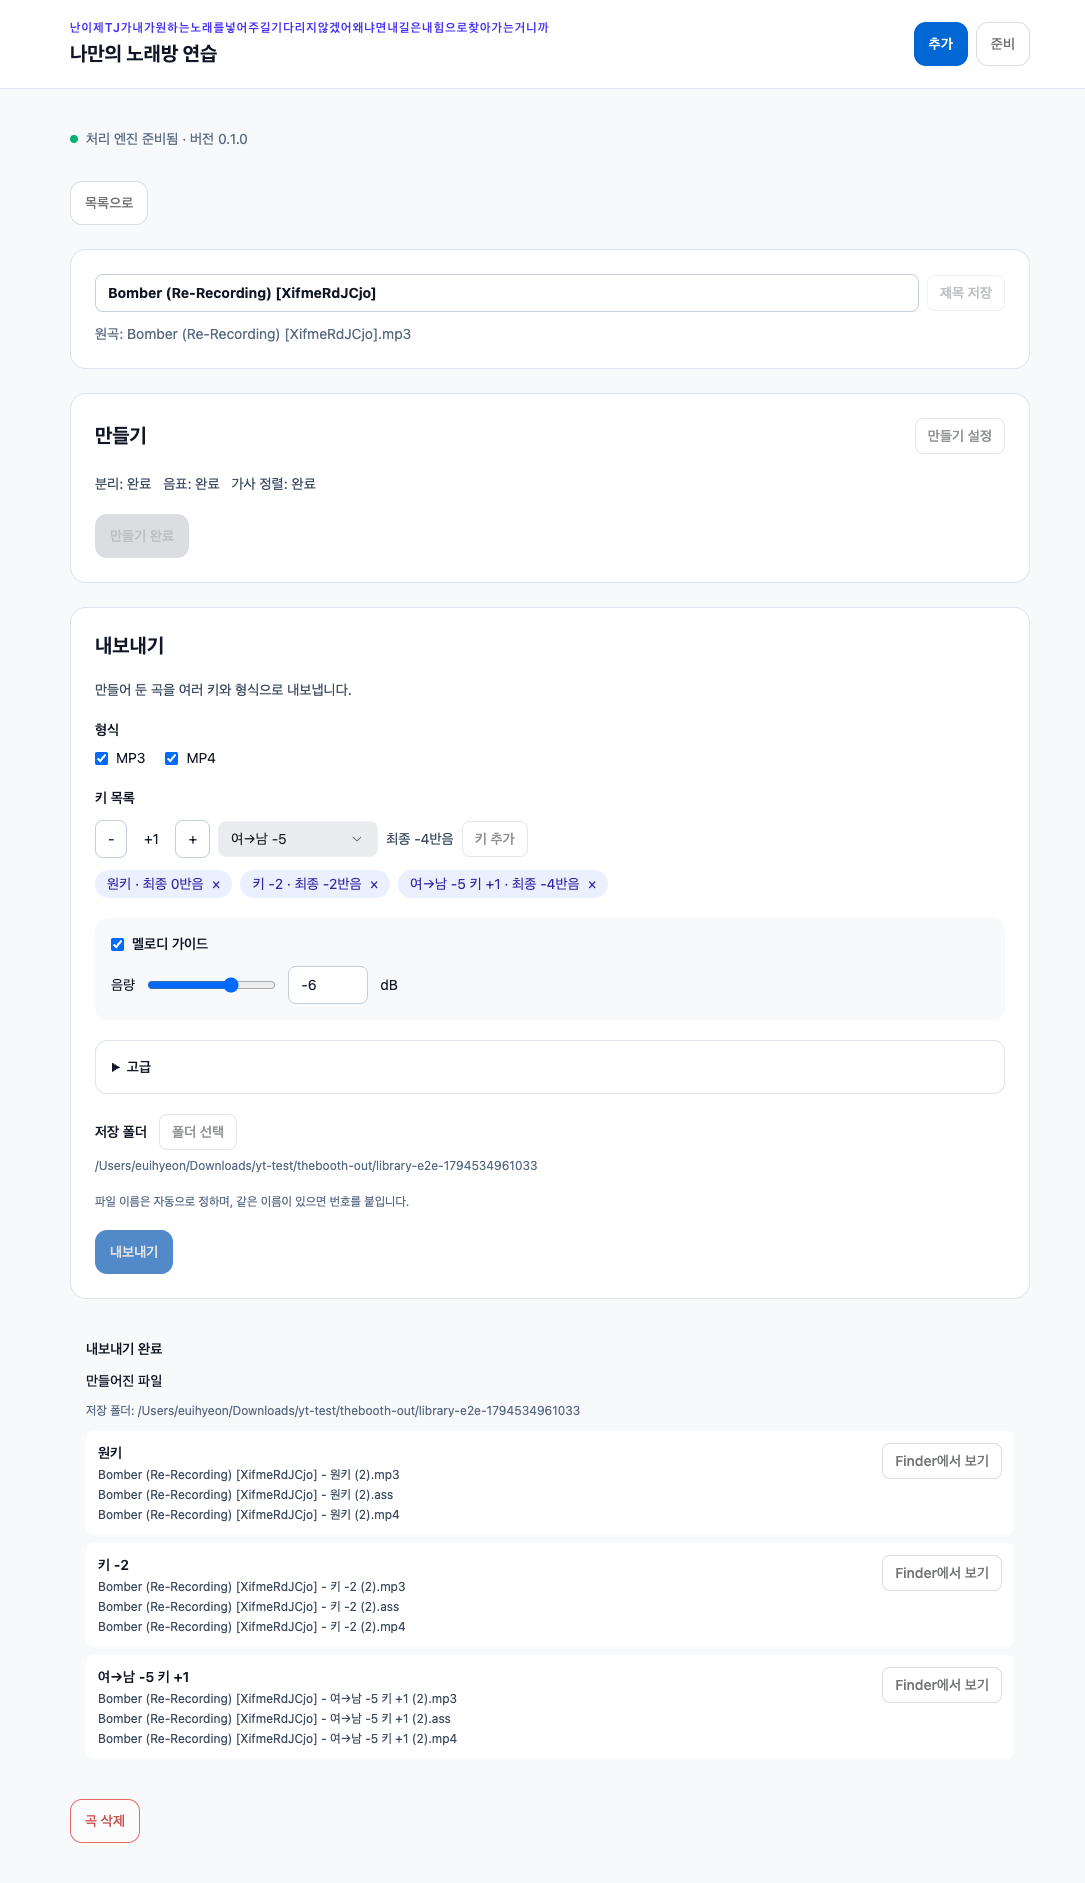 난이제TJ가내가원하는노래를넣어주길기다리지않겠어왜냐면내길은내힘으로찾아가는거니까
나만의 노래방 연습
추가
준비
처리 엔진 준비됨 · 버전 0.1.0
목록으로
Bomber (Re-Recording) [XifmeRdJCjo]
제목 저장
원곡: Bomber (Re-Recording) [XifmeRdJCjo].mp3
만들기
만들기 설정
분리: 완료 음표: 완료 가사 정렬: 완료
만들기 완료
내보내기
만들어 둔 곡을 여러 키와 형식으로 내보냅니다.
형식
MP3 MP4
키 목록
- +1 + 여→남 -5 최종 -4반음 키 추가
원키 · 최종 0반음 × 키 -2 · 최종 -2반음 × 여→남 -5 키 +1 · 최종 -4반음 ×
멜로디 가이드
음량 -6 dB
▶ 고급
저장 폴더 폴더 선택
/Users/euihyeon/Downloads/yt-test/thebooth-out/library-e2e-1794534961033
파일 이름은 자동으로 정하며, 같은 이름이 있으면 번호를 붙입니다.
내보내기
내보내기 완료
만들어진 파일
저장 폴더: /Users/euihyeon/Downloads/yt-test/thebooth-out/library-e2e-1794534961033
원키
Finder에서 보기
Bomber (Re-Recording) [XifmeRdJCjo] - 원키 (2).mp3
Bomber (Re-Recording) [XifmeRdJCjo] - 원키 (2).ass
Bomber (Re-Recording) [XifmeRdJCjo] - 원키 (2).mp4
키 -2
Finder에서 보기
Bomber (Re-Recording) [XifmeRdJCjo] - 키 -2 (2).mp3
Bomber (Re-Recording) [XifmeRdJCjo] - 키 -2 (2).ass
Bomber (Re-Recording) [XifmeRdJCjo] - 키 -2 (2).mp4
여→남 -5 키 +1
Finder에서 보기
Bomber (Re-Recording) [XifmeRdJCjo] - 여→남 -5 키 +1 (2).mp3
Bomber (Re-Recording) [XifmeRdJCjo] - 여→남 -5 키 +1 (2).ass
Bomber (Re-Recording) [XifmeRdJCjo] - 여→남 -5 키 +1 (2).mp4
곡 삭제